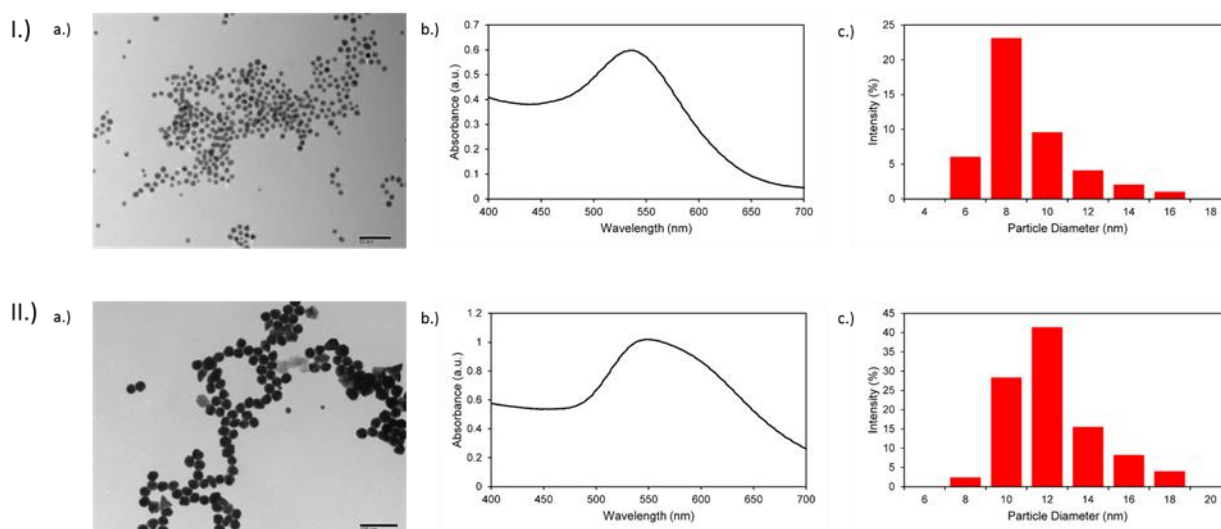 I.)
a.)
b.)
Absorbance (a.u.)
0.7
0.6
0.5
0.4
0.3
0.2
0.1
0
400 450 500 550 600 650 700
Wavelength (nm)
c.)
Intensity (%)
25
20
15
10
5
0
4 6 8 10 12 14 16 18
Particle Diameter (nm)
II.)
a.)
b.)
Absorbance (a.u.)
1.2
1
0.8
0.6
0.4
0.2
0
400 450 500 550 600 650 700
Wavelength (nm)
c.)
Intensity (%)
45
40
35
30
25
20
15
10
5
0
6 8 10 12 14 16 18 20
Particle Diameter (nm)